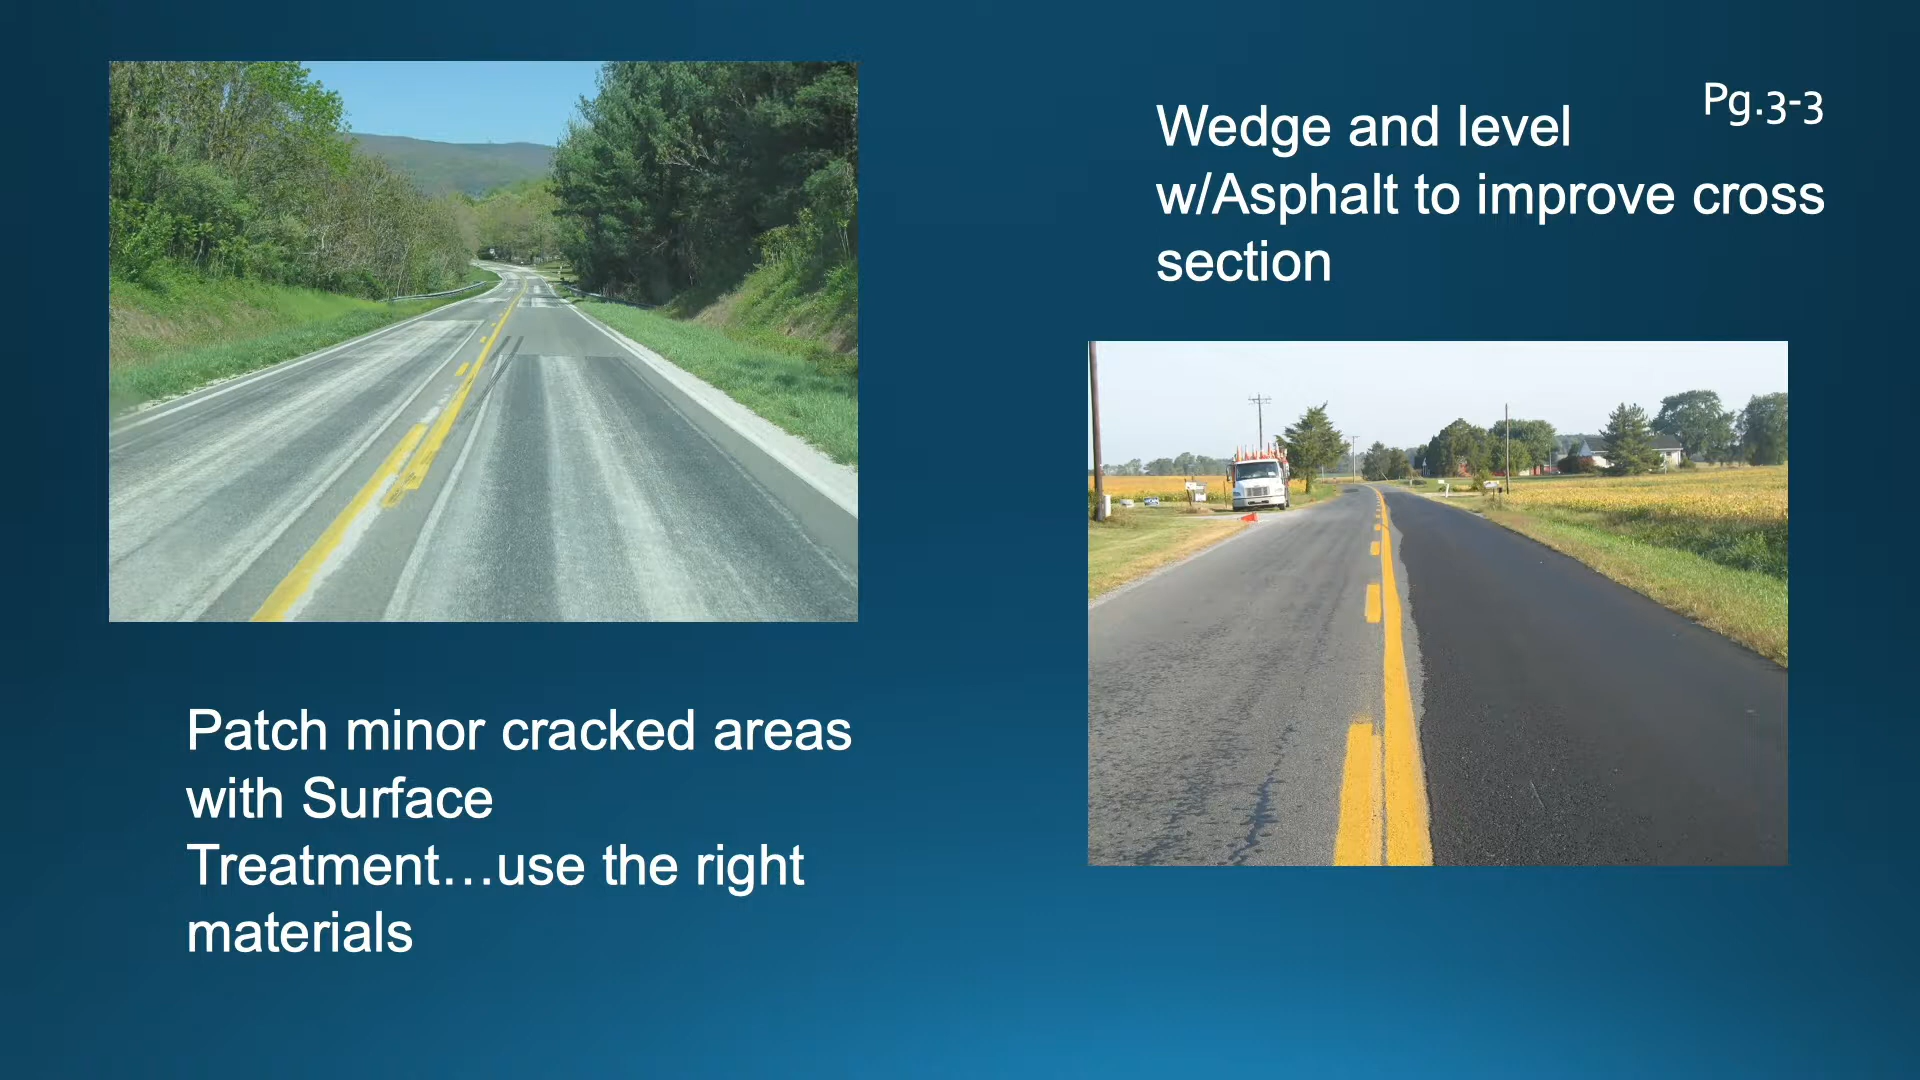 Pg.3-3
Wedge and level
w/Asphalt to improve cross
section
Patch minor cracked areas
with Surface
Treatment…use the right
materials